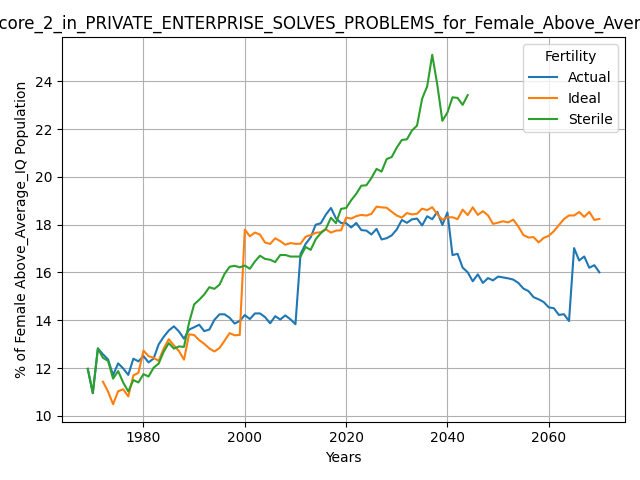 core_2_in_PRIVATE_ENTERPRISE_SOLVES_PROBLEMS_for_Female_Above_Aver
Fertility
Actual
Ideal
Sterile
% of Female Above_Average_IQ Population
24
22
20
18
16
14
12
10
1980
2000
2020
2040
2060
Years